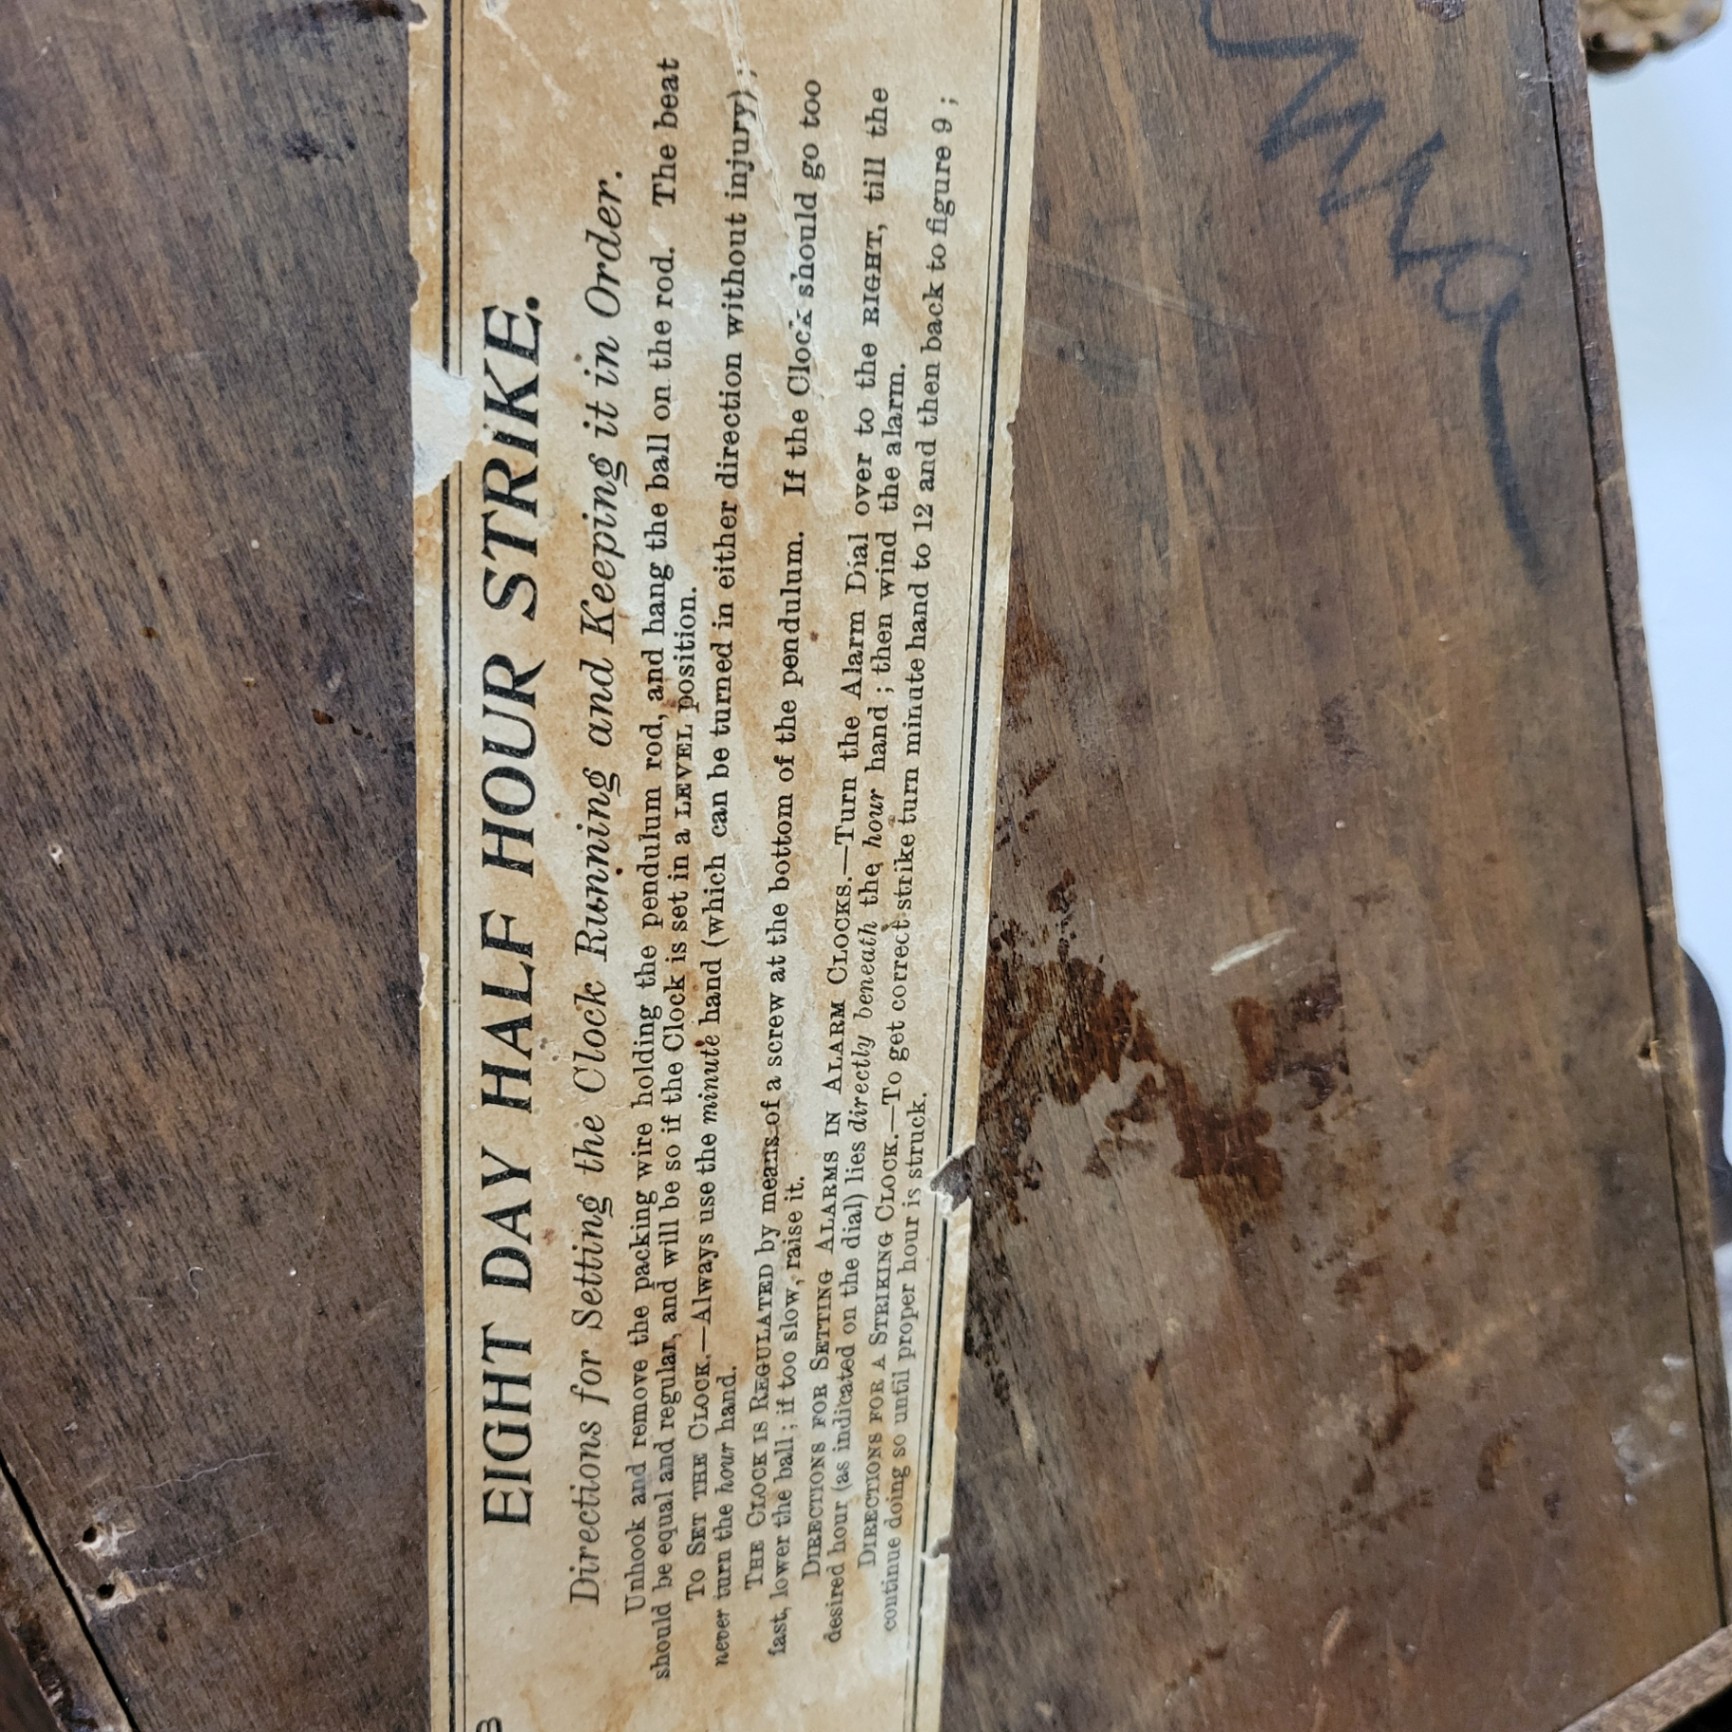 EIGHT DAY HALF HOUR STRIKE.
Directions for Setting the Clock Running and Keeping it in Order.
Unhook and remove the packing wire holding the pendulum rod, and hang the ball on the rod. The beat
should be equal and regular, and will be so if the Clock is set in a LEVEL position.
TO SET THE CLOCK.—Always use the minute hand (which can be turned in either direction without injury);
never turn the hour hand.
THE CLOCK IS REGULATED by means of a screw at the bottom of the pendulum. If the Clock should go too
fast, lower the ball; if too slow, raise it.
DIRECTIONS FOR SETTING ALARMS IN ALARM CLOCKS.—Turn the Alarm Dial over to the RIGHT, till the
desired hour (as indicated on the dial) lies directly beneath the hour hand; then wind the alarm.
DIRECTIONS FOR A STRIKING CLOCK.—To get correct strike turn minute hand to 12 and then back to figure 9;
continue doing so until proper hour is struck.
B